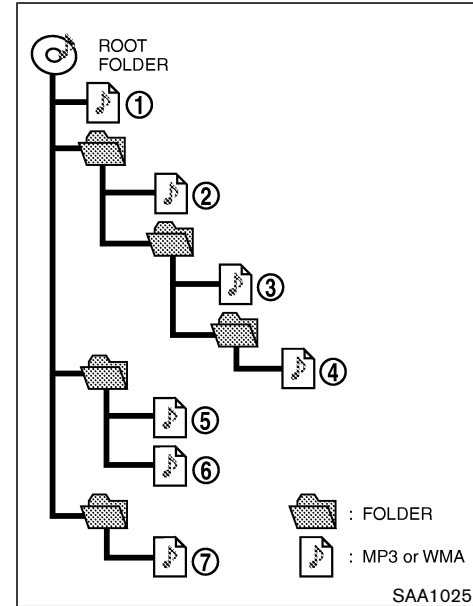 ROOT
FOLDER
①
②
③
④
⑤
⑥
⑦
: FOLDER
: MP3 or WMA
SAA1025